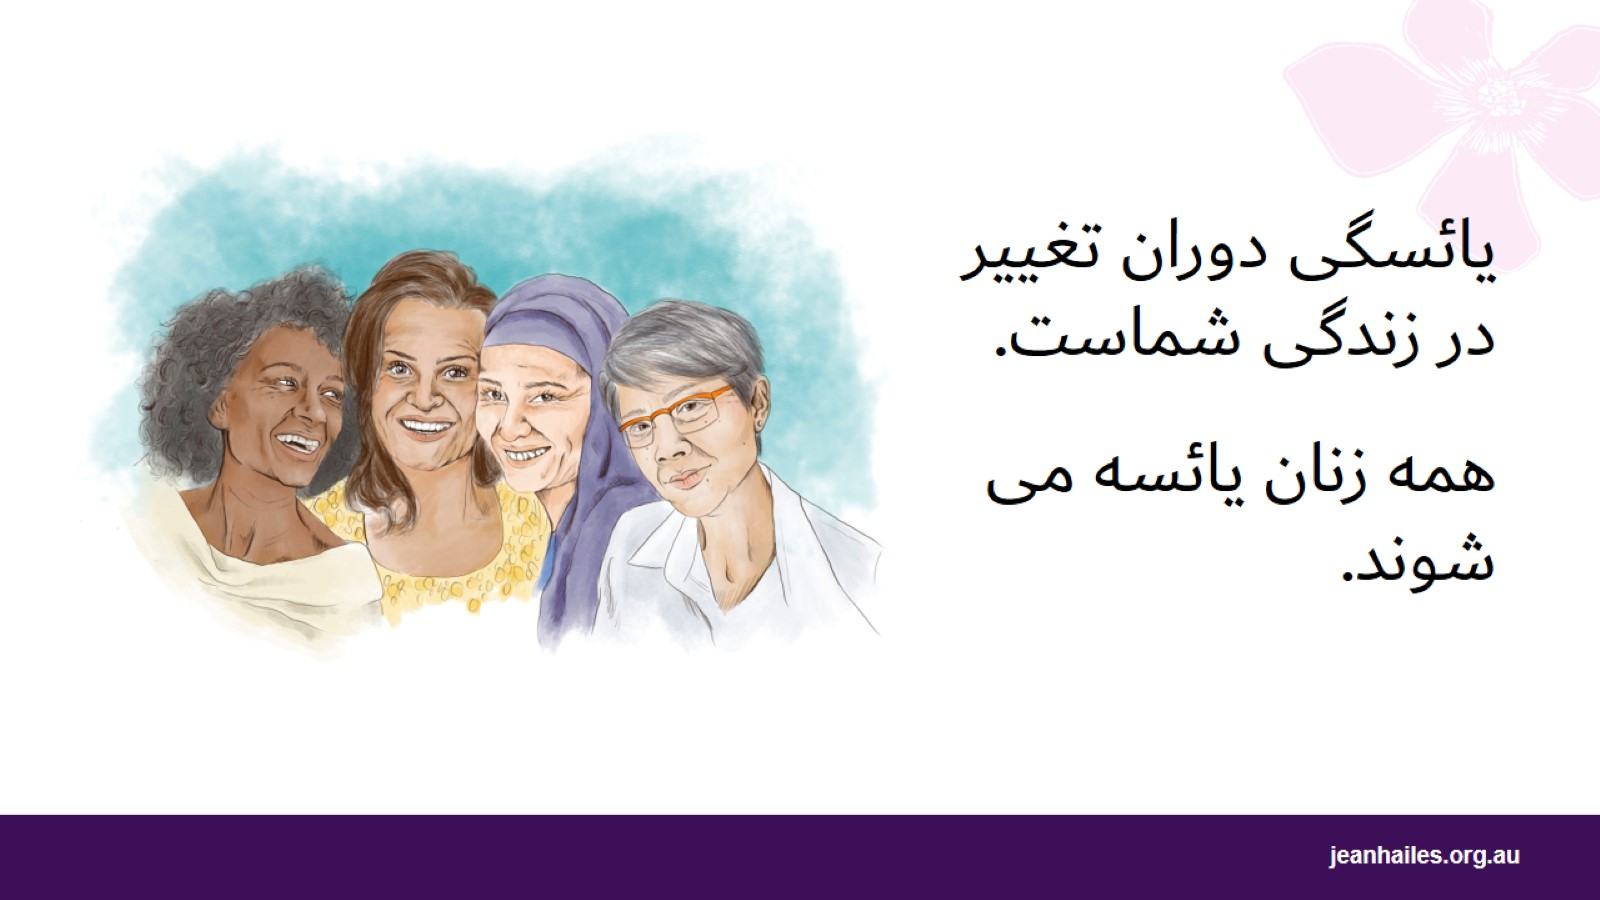 یائسگی دوران تغییر
در زندگی شماست.
همه زنان یائسه می
شوند.
jeanhailes.org.au